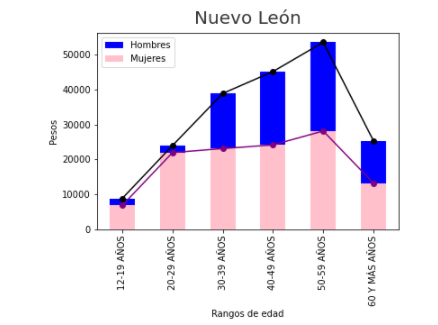 Nuevo León
Hombres
Mujeres
Pesos
50000
40000
30000
20000
10000
0
12-19 AÑOS
20-29 AÑOS
30-39 AÑOS
40-49 AÑOS
50-59 AÑOS
60 Y MÁS AÑOS
Rangos de edad